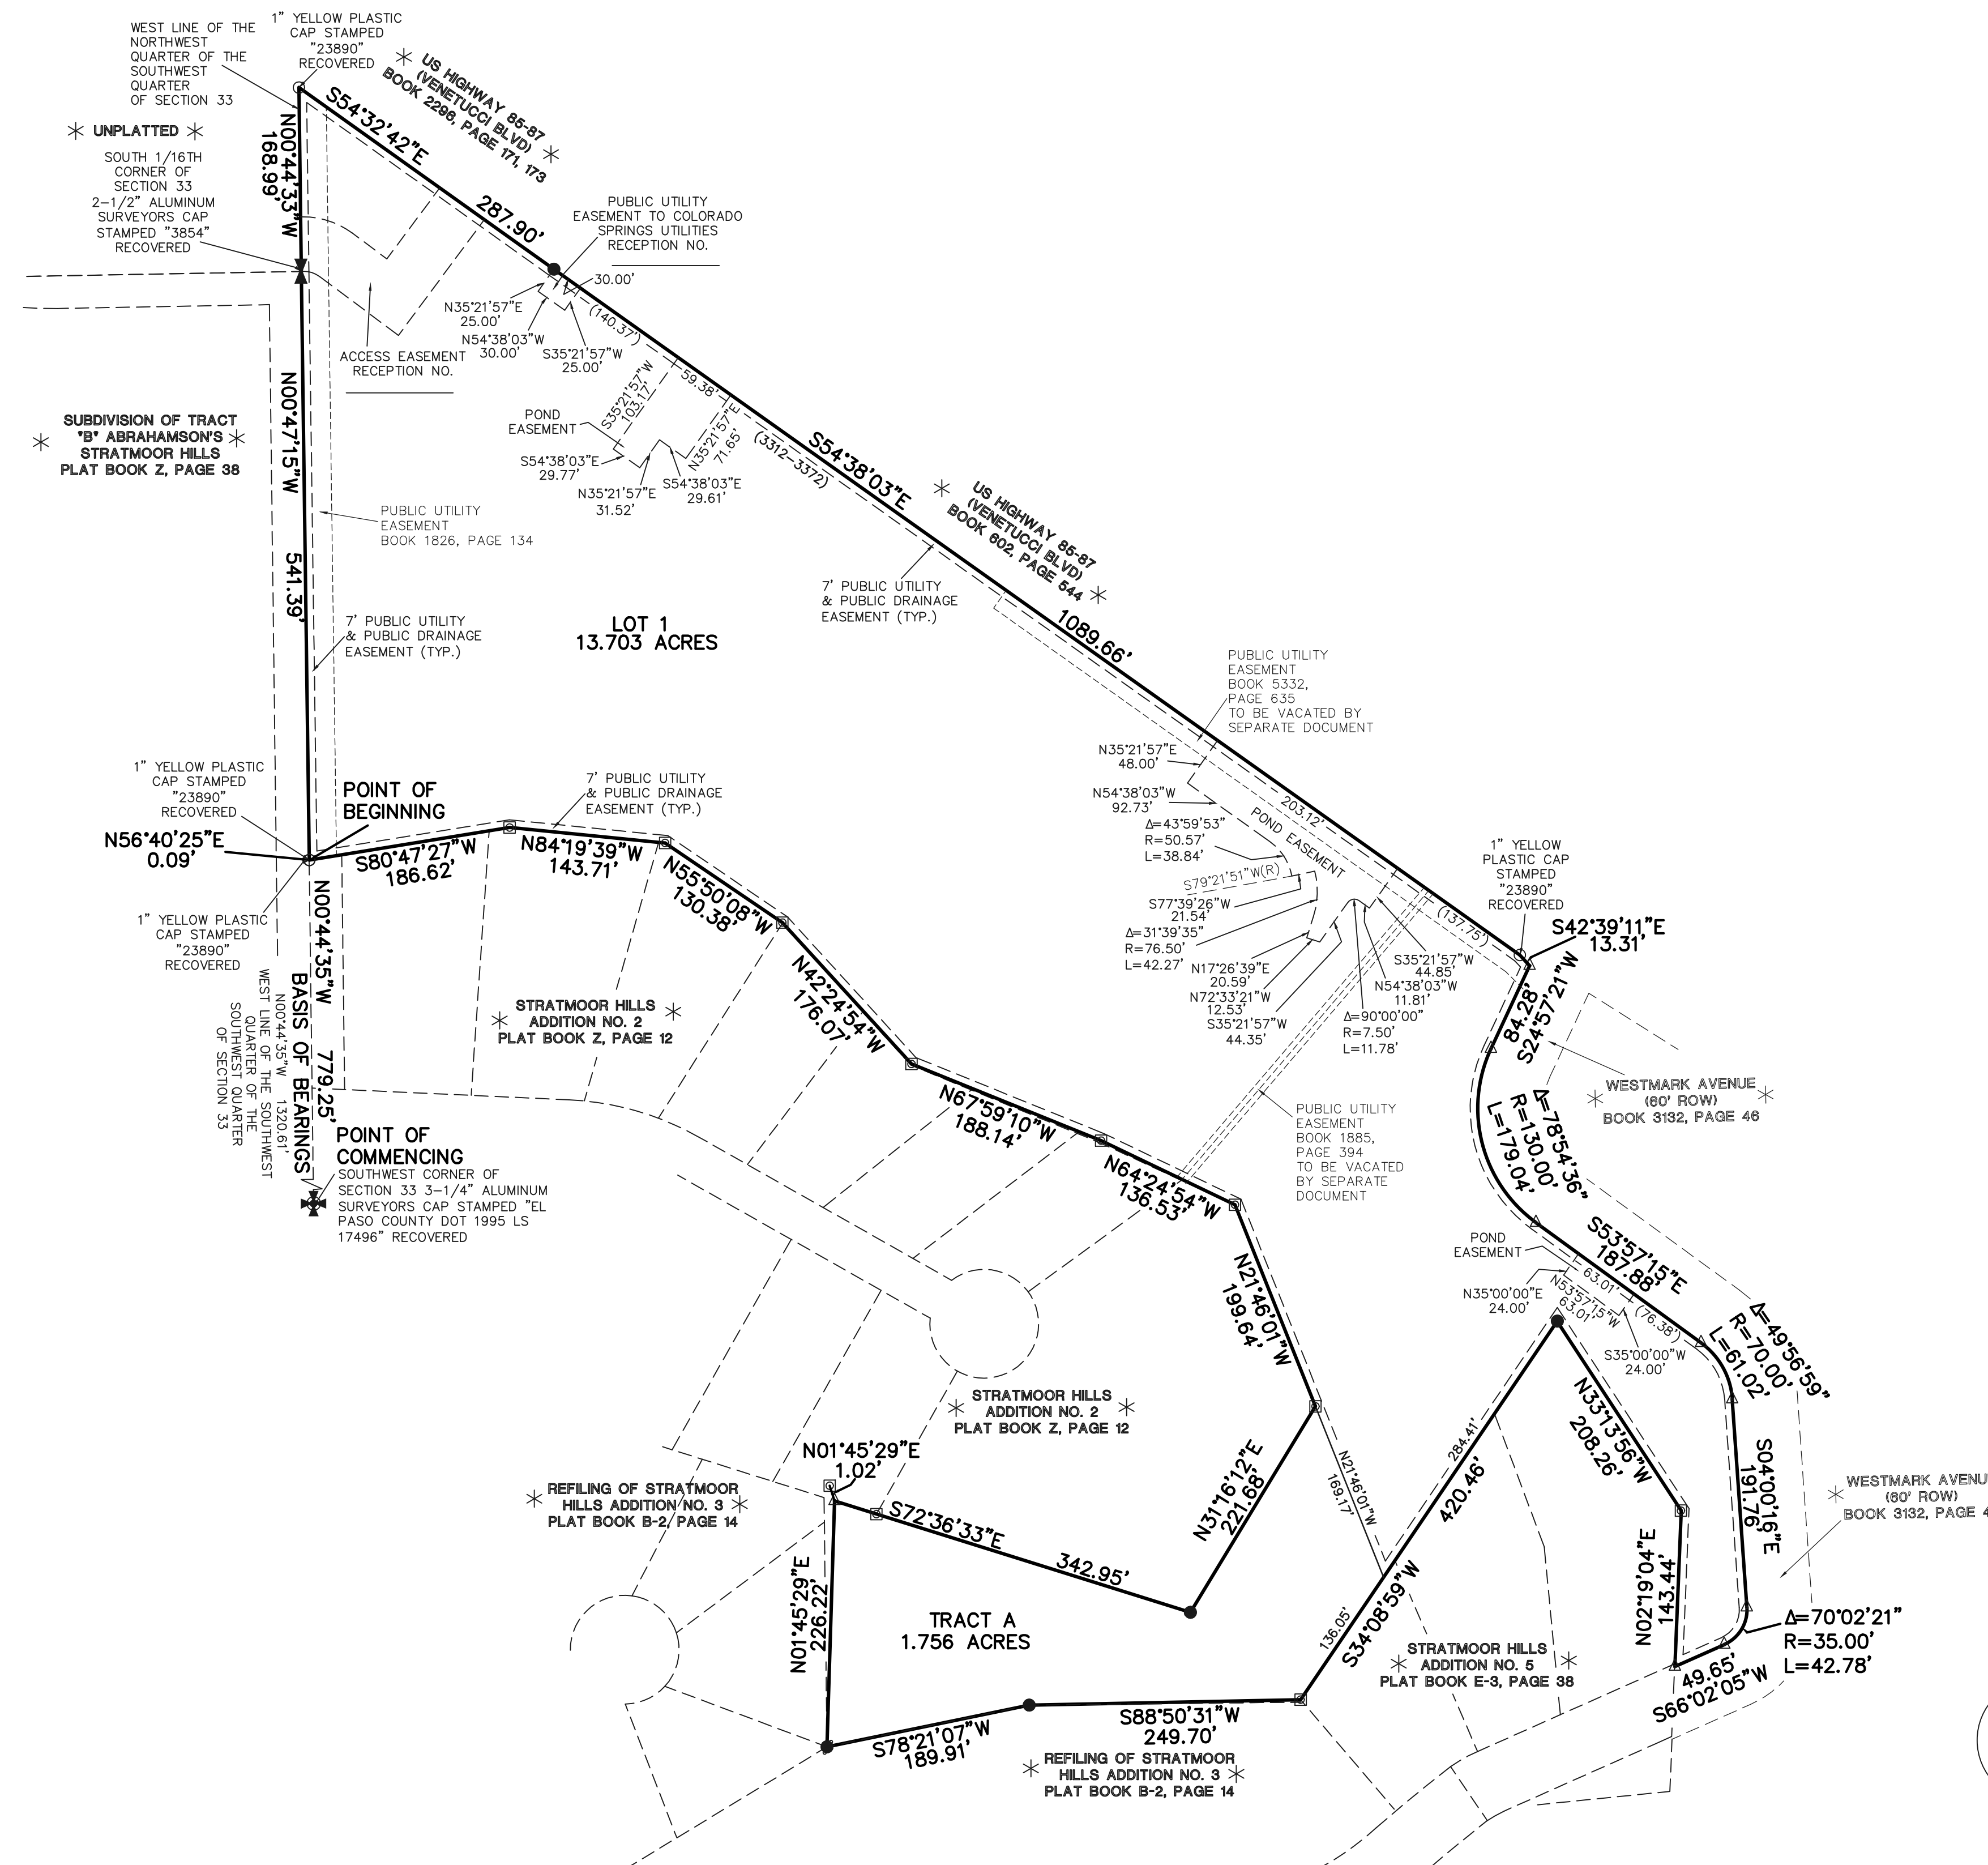 WEST LINE OF THE
NORTHWEST
QUARTER OF THE
SOUTHWEST
QUARTER
OF SECTION 33
1" YELLOW PLASTIC
CAP STAMPED
"23890"
RECOVERED
US HIGHWAY 85-87
(VENETUCCI BLVD)
BOOK 2296, PAGE 171, 173
UNPLATTED
SOUTH 1/16TH
CORNER OF
SECTION 33
2-1/2" ALUMINUM
SURVEYORS CAP
STAMPED "3854"
RECOVERED
N00°44'33"W
168.99'
S54°32'42"E
287.90'
PUBLIC UTILITY
EASEMENT TO COLORADO
SPRINGS UTILITIES
RECEPTION NO.
30.00'
N35°21'57"E
25.00'
N54°38'03"W
30.00'
S35°21'57"W
25.00'
(140.37')
ACCESS EASEMENT
RECEPTION NO.
59.38'
S35°21'57"W
103.17'
POND
EASEMENT
S54°38'03"E
29.77'
N35°21'57"E
31.52'
S54°38'03"E
29.61'
N35°21'57"E
71.65'
(3312-3372)
S54°38'03"E
1089.66'
US HIGHWAY 85-87
(VENETUCCI BLVD)
BOOK 602, PAGE 544
SUBDIVISION OF TRACT
"B" ABRAHAMSON'S
STRATMOOR HILLS
PLAT BOOK Z, PAGE 38
N00°47'15"W
541.39'
PUBLIC UTILITY
EASEMENT
BOOK 1826, PAGE 134
7' PUBLIC UTILITY
& PUBLIC DRAINAGE
EASEMENT (TYP.)
7' PUBLIC UTILITY
& PUBLIC DRAINAGE
EASEMENT (TYP.)
LOT 1
13.703 ACRES
PUBLIC UTILITY
EASEMENT
BOOK 5332,
PAGE 635
TO BE VACATED BY
SEPARATE DOCUMENT
N35°21'57"E
48.00'
N54°38'03"W
92.73'
Δ=43°59'53"
R=50.57'
L=38.84'
POND EASEMENT
203.12'
S79°21'51"W(R)
S77°39'26"W
21.54'
Δ=31°39'35"
R=76.50'
L=42.27'
N17°26'39"E
20.59'
N72°33'21"W
12.53'
S35°21'57"W
44.35'
Δ=90°00'00"
R=7.50'
L=11.78'
N54°38'03"W
11.81'
S35°21'57"W
44.85'
(137.75')
1" YELLOW
PLASTIC CAP
STAMPED
"23890"
RECOVERED
S42°39'11"E
13.31'
84.28'
S24°57'21"W
WESTMARK AVENUE
(60' ROW)
BOOK 3132, PAGE 46
Δ=78°54'36"
R=130.00'
L=179.04'
1" YELLOW PLASTIC
CAP STAMPED
"23890"
RECOVERED
POINT OF
BEGINNING
7' PUBLIC UTILITY
& PUBLIC DRAINAGE
EASEMENT (TYP.)
N56°40'25"E
0.09'
S80°47'27"W
186.62'
N84°19'39"W
143.71'
N55°50'08"W
130.38'
N42°24'54"W
176.07'
N67°59'10"W
188.14'
N64°24'54"W
136.53'
1" YELLOW PLASTIC
CAP STAMPED
"23890"
RECOVERED
N00°44'35"W 779.25'
BASIS OF BEARINGS
N00°44'35"W 1320.61'
WEST LINE OF THE SOUTHWEST
QUARTER OF THE
SOUTHWEST QUARTER
OF SECTION 33
STRATMOOR HILLS
ADDITION NO. 2
PLAT BOOK Z, PAGE 12
POINT OF
COMMENCING
SOUTHWEST CORNER OF
SECTION 33 3-1/4" ALUMINUM
SURVEYORS CAP STAMPED "EL
PASO COUNTY DOT 1995 LS
17496" RECOVERED
PUBLIC UTILITY
EASEMENT
BOOK 1885,
PAGE 394
TO BE VACATED
BY SEPARATE
DOCUMENT
N21°46'01"W
199.64'
POND
EASEMENT
S53°57'15"E
187.88'
63.01'
N53°57'15"W
63.01'
(76.38')
N35°00'00"E
24.00'
S35°00'00"W
24.00'
Δ=49°56'59"
R=70.00'
L=61.02'
STRATMOOR HILLS
ADDITION NO. 2
PLAT BOOK Z, PAGE 12
N01°45'29"E
1.02'
REFILING OF STRATMOOR
HILLS ADDITION NO. 3
PLAT BOOK B-2, PAGE 14
S72°36'33"E
342.95'
N31°16'12"E
221.68'
N21°46'01"W
169.17'
284.41'
420.46'
136.05'
S34°08'59"W
N33°13'56"W
208.26'
S04°00'16"E
191.76'
WESTMARK AVENU
(60' ROW)
BOOK 3132, PAGE 4
N02°19'04"E
143.44'
Δ=70°02'21"
R=35.00'
L=42.78'
49.65'
S66°02'05"W
N01°45'29"E
226.22'
TRACT A
1.756 ACRES
STRATMOOR HILLS
ADDITION NO. 5
PLAT BOOK E-3, PAGE 38
S78°21'07"W
189.91'
S88°50'31"W
249.70'
REFILING OF STRATMOOR
HILLS ADDITION NO. 3
PLAT BOOK B-2, PAGE 14